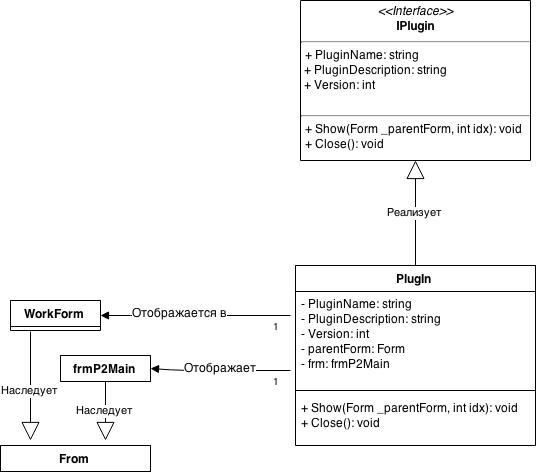 <<Interface>>
IPlugin
+ PluginName: string
+ PluginDescription: string
+ Version: int
+ Show(Form _parentForm, int idx): void
+ Close(): void
Реализует
PlugIn
- PluginName: string
- PluginDescription: string
- Version: int
- parentForm: Form
- frm: frmP2Main
+ Show(Form _parentForm, int idx): void
+ Close(): void
WorkForm
Отображается в
1
frmP2Main
Отображает
1
Наследует
Наследует
From